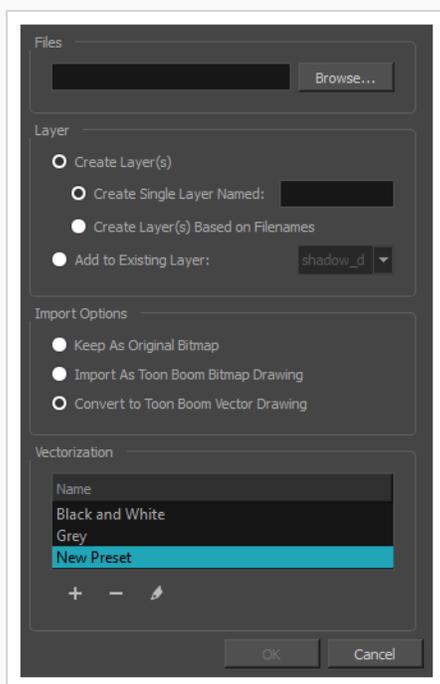 Files
Browse...
Layer
Create Layer(s)
Create Single Layer Named:
Create Layer(s) Based on Filenames
Add to Existing Layer:
shadow_d
Import Options
Keep As Original Bitmap
Import As Toon Boom Bitmap Drawing
Convert to Toon Boom Vector Drawing
Vectorization
Name
Black and White
Grey
New Preset
OK
Cancel